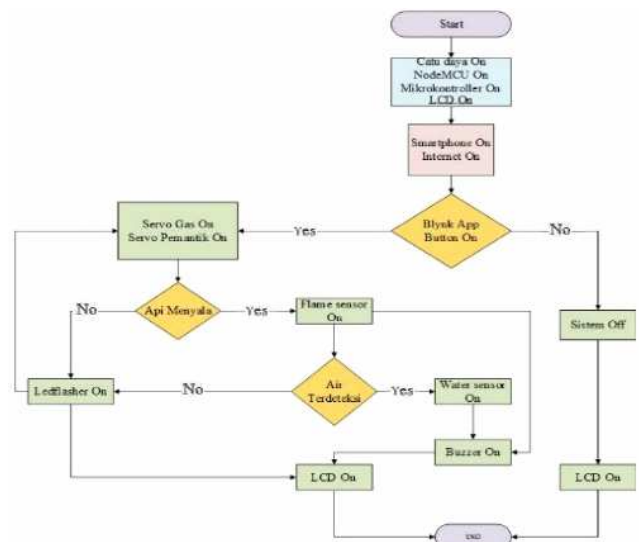 Start
Catu daya On
NodeMCU On
Mikrokontroller On
LCD On
Smartphone On
Internet On
Blynk App
Button On
Yes
No
Servo Gas On
Servo Pemantik On
Api Menyala
No
Yes
Flame sensor
On
Sistem Off
Ledflasher On
No
Air
Terdeteksi
Yes
Water sensor
On
Buzzer On
LCD On
LCD On